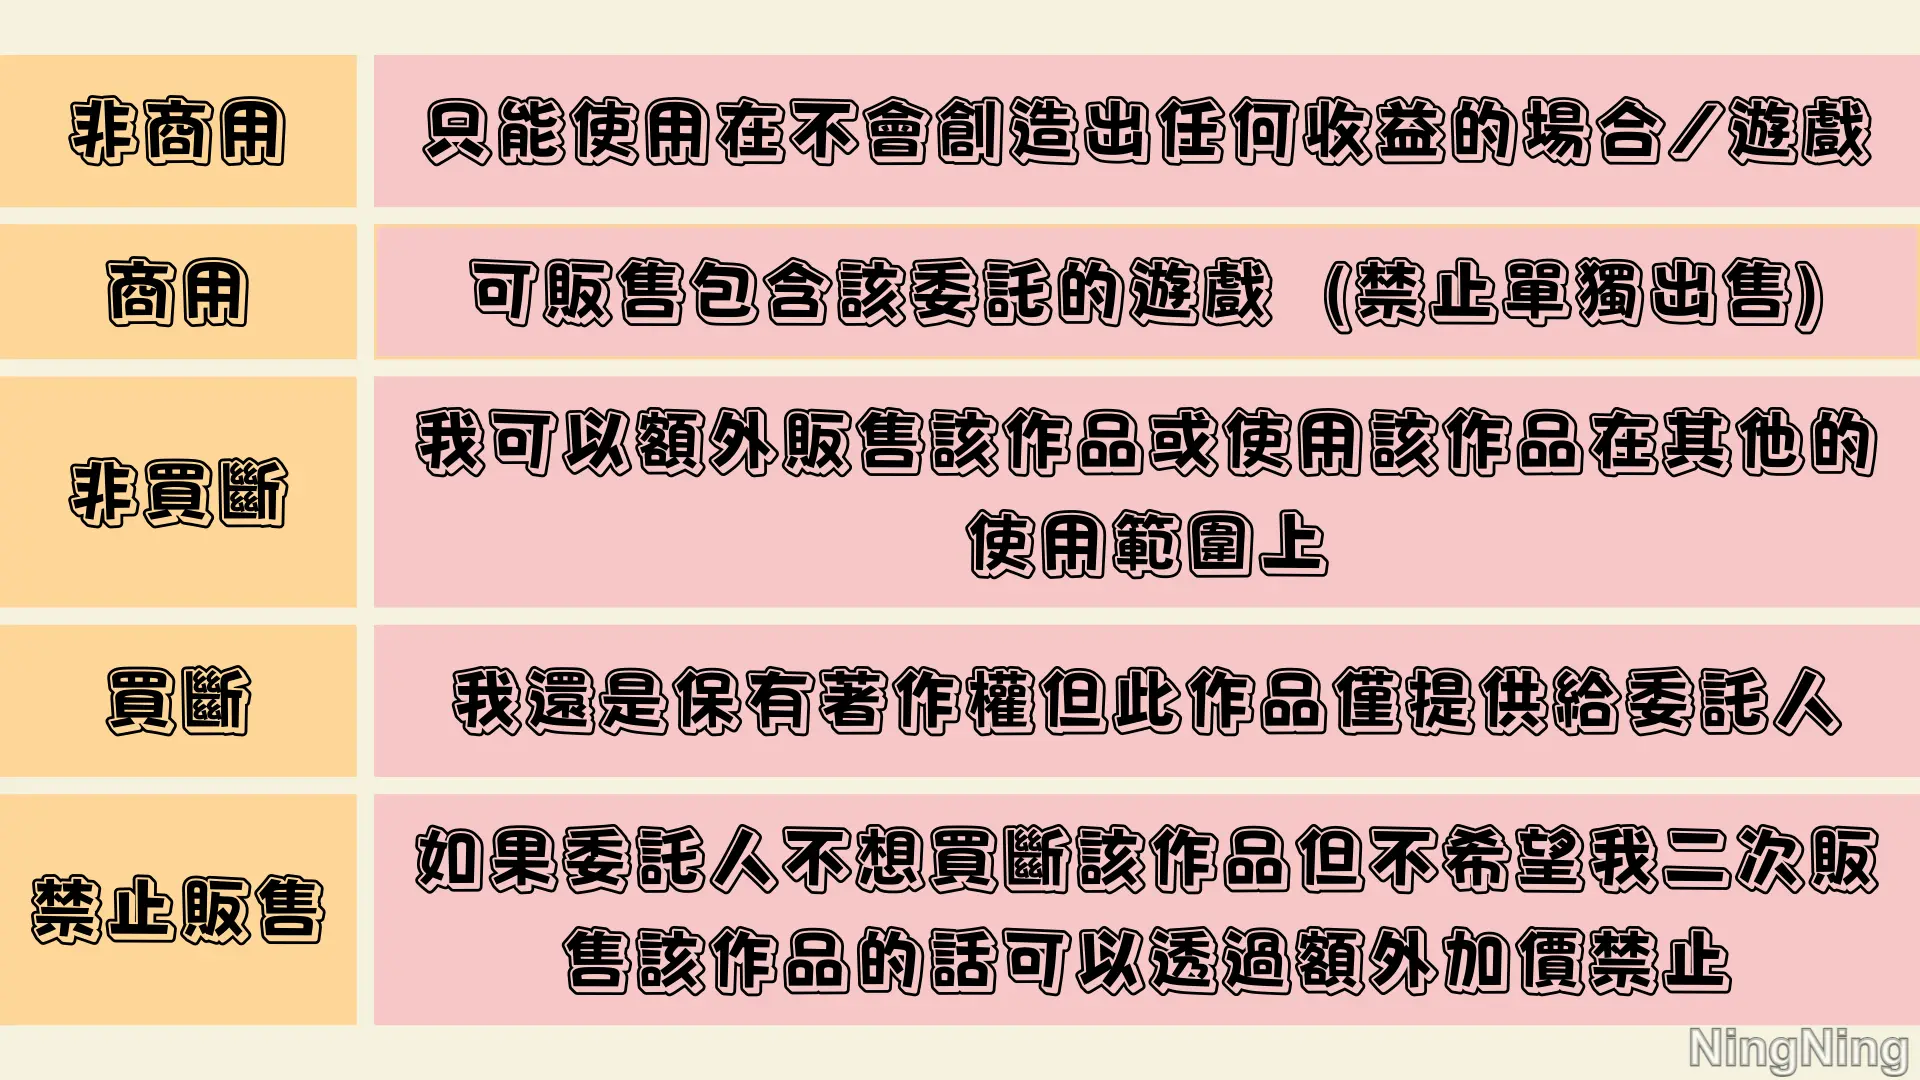 非商用
只能使用在不會創造出任何收益的場合/遊戲
商用
可販售包含該委託的遊戲 (禁止單獨出售)
非買斷
我可以額外販售該作品或使用該作品在其他的
使用範圍上
買斷
我還是保有著作權但此作品僅提供給委託人
禁止販售
如果委託人不想買斷該作品但不希望我二次販
售該作品的話可以透過額外加價禁止
NingNing